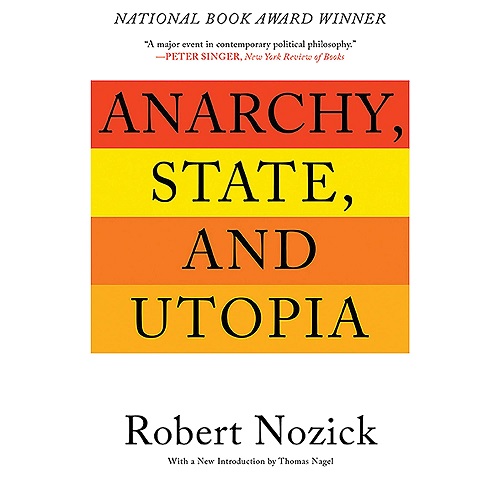 NATIONAL BOOK AWARD WINNER
“A major event in contemporary political philosophy.”
—PETER SINGER, New York Review of Books
ANARCHY,
STATE,
AND
UTOPIA
Robert Nozick
With a New Introduction by Thomas Nagel